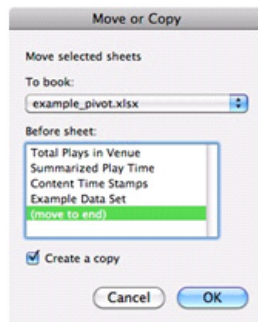 Move or Copy
Move selected sheets
To book:
example_pivot.xlsx
Before sheet:
Total Plays in Venue
Summarized Play Time
Content Time Stamps
Example Data Set
(move to end)
Create a copy
Cancel OK